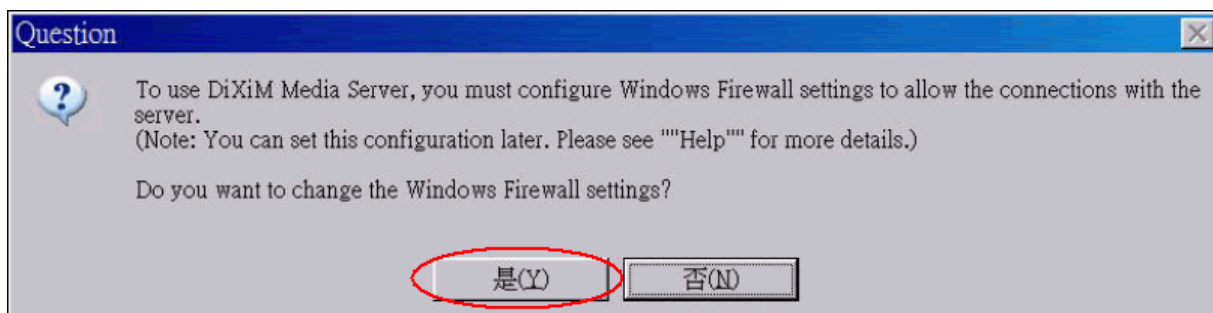 Question
To use DiXiM Media Server, you must configure Windows Firewall settings to allow the connections with the
server.
(Note: You can set this configuration later. Please see ""Help"" for more details.)
Do you want to change the Windows Firewall settings?
是(Y) 否(N)